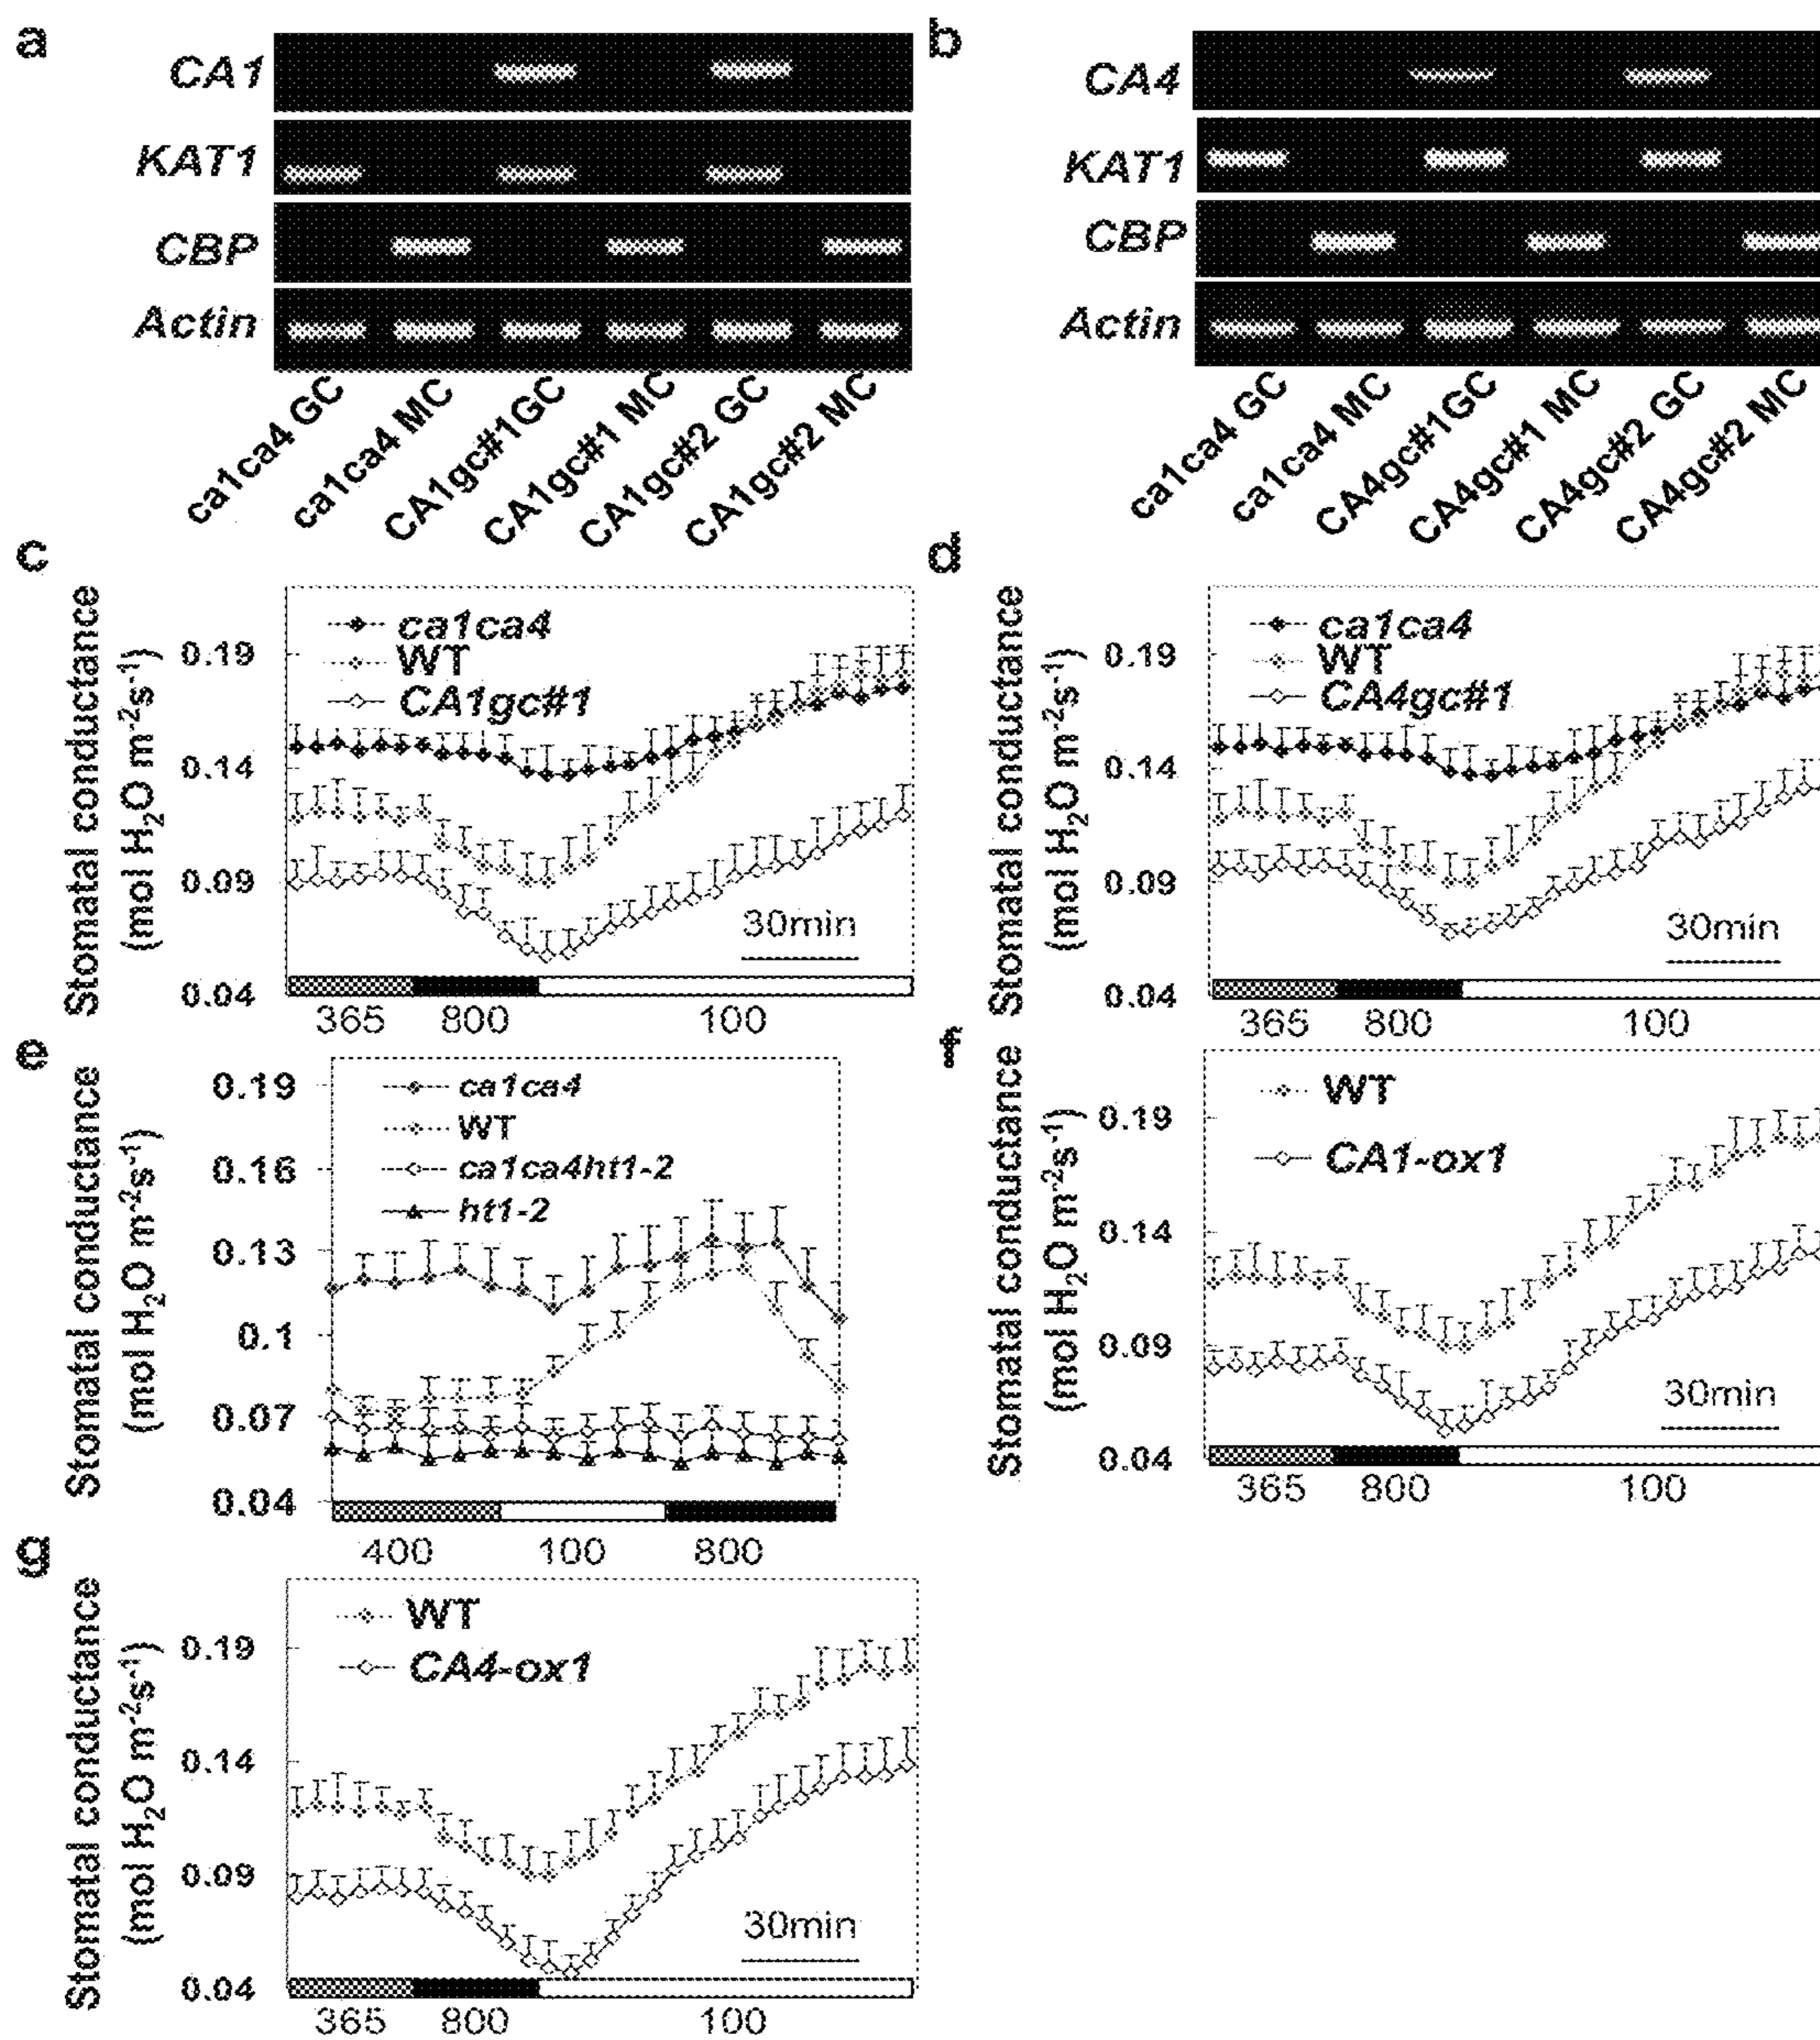 a
CA1
KAT1
CBP
Actin
ca1ca4 GC
ca1ca4 MC
CA1gc#1GC
CA1gc#1 MC
CA1gc#2 GC
CA1gc#2 MC
b
CA4
KAT1
CBP
Actin
ca1ca4 GC
ca1ca4 MC
CA4gc#1GC
CA4gc#1 MC
CA4gc#2 GC
CA4gc#2 MC
c
Stomatal conductance
(mol H₂O m⁻²s⁻¹)
0.19
0.14
0.09
0.04
ca1ca4
WT
CA1gc#1
30min
365 800 100
d
Stomatal conductance
(mol H₂O m⁻²s⁻¹)
0.19
0.14
0.09
0.04
ca1ca4
WT
CA4gc#1
30min
365 800 100
e
Stomatal conductance
(mol H₂O m⁻²s⁻¹)
0.19
0.16
0.13
0.1
0.07
0.04
ca1ca4
WT
ca1ca4ht1-2
ht1-2
400 100 800
f
Stomatal conductance
(mol H₂O m⁻²s⁻¹)
0.19
0.14
0.09
0.04
WT
CA1-ox1
30min
365 800 100
g
Stomatal conductance
(mol H₂O m⁻²s⁻¹)
0.19
0.14
0.09
0.04
WT
CA4-ox1
30min
365 800 100